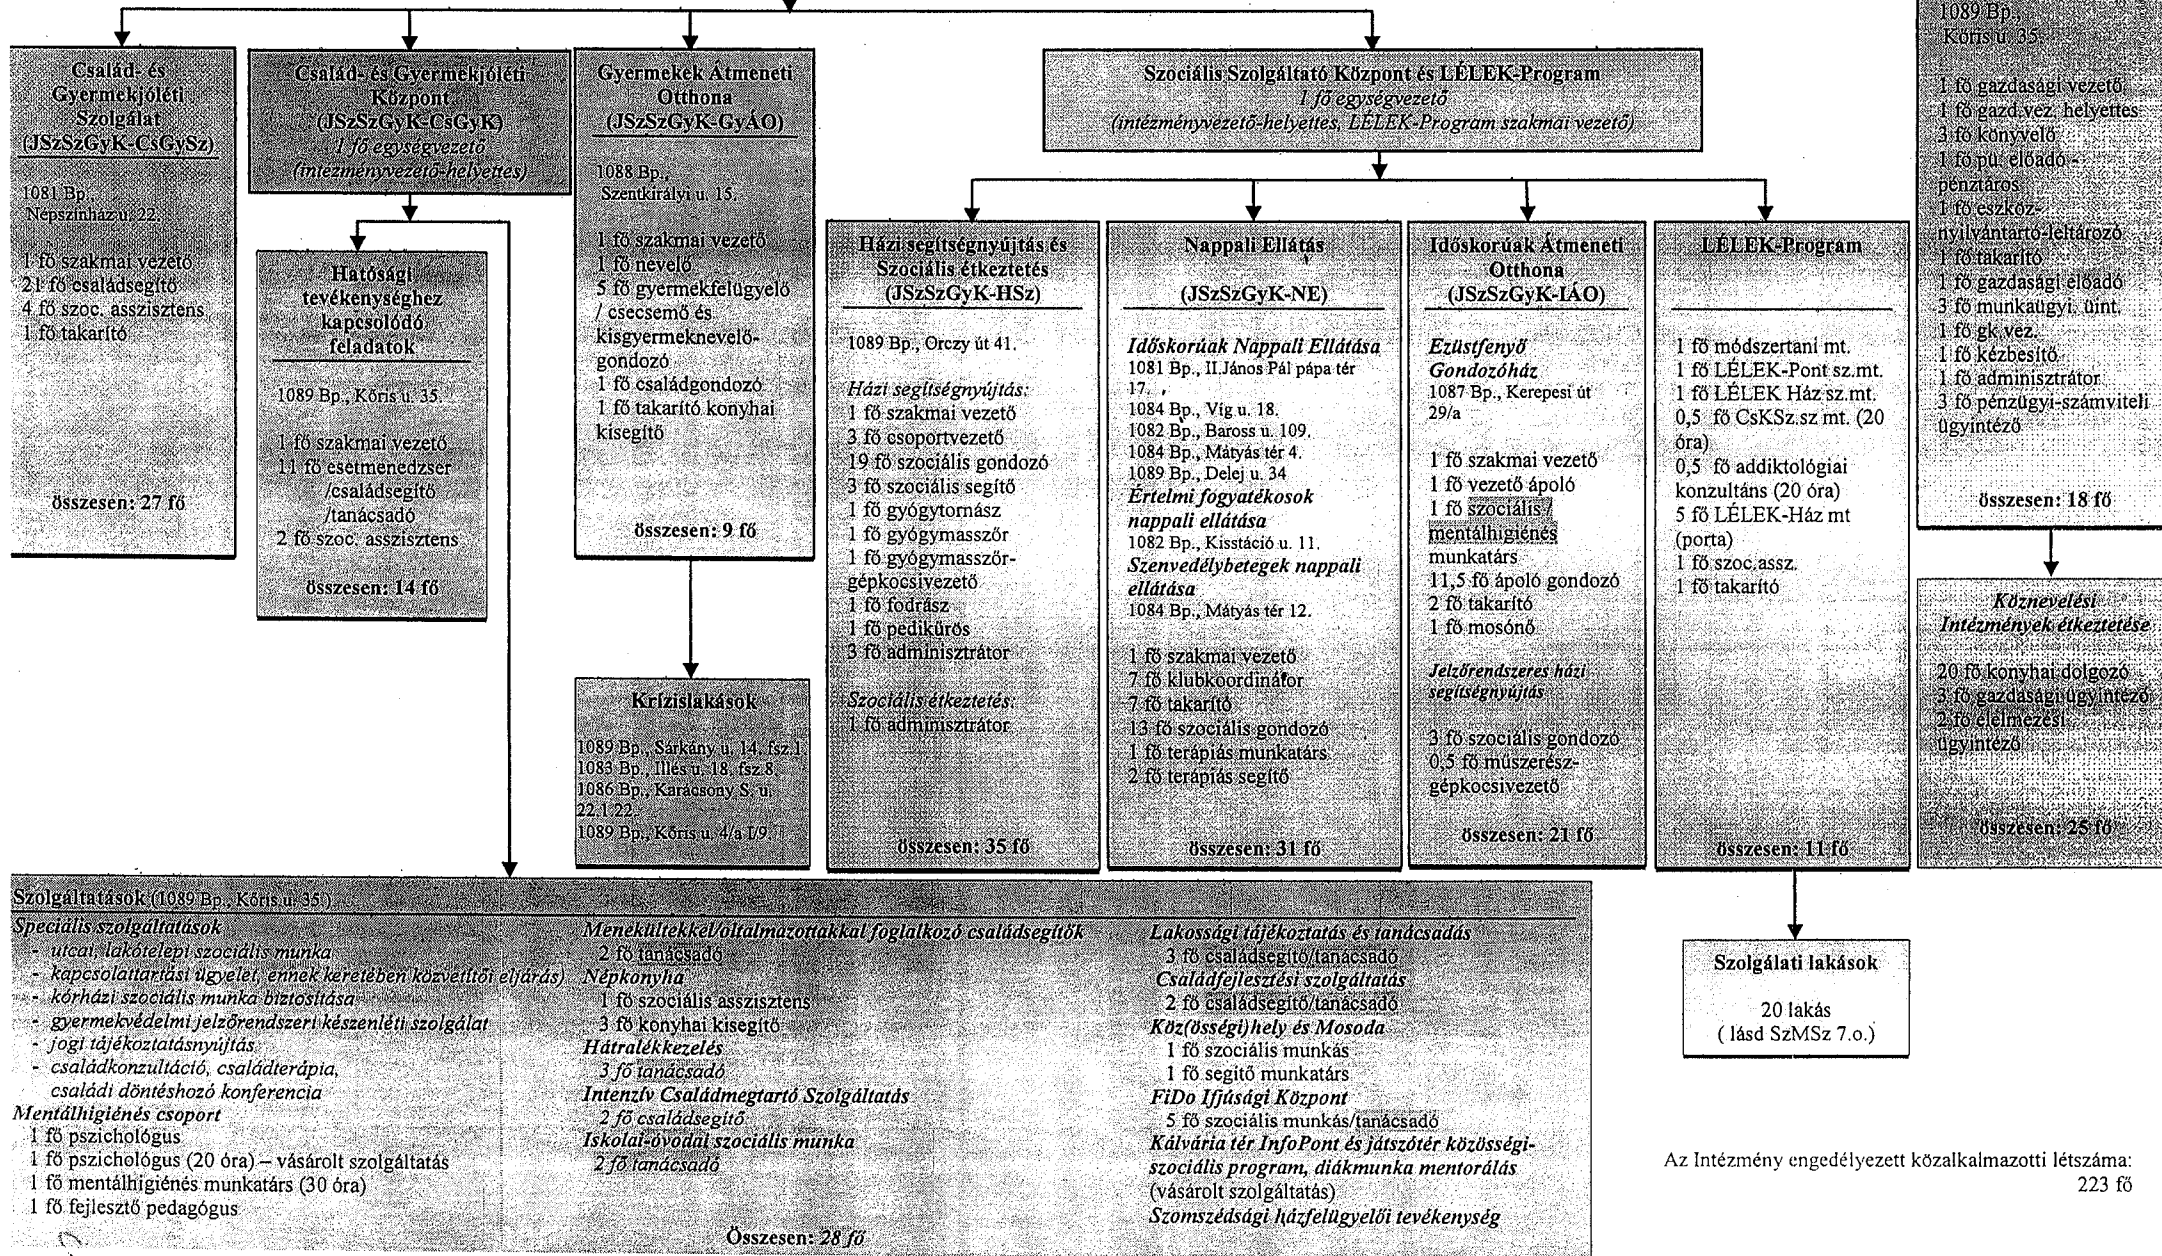 Család- és
Gyermekjóléti
Szolgálat
(JSzSzGyK-CsGySz)
1081 Bp.,
Népszínház u. 22.
1 fő szakmai vezető
21 fő családsegítő
4 fő szoc. asszisztens
1 fő takarító
összesen: 27 fő
Család- és Gyermekjóléti
Központ
(JSzSzGyK-CsGyK)
1 fő egységvezető
(intézményvezető-helyettes)
Hatósági
tevékenységhez
kapcsolódó
feladatok
1089 Bp., Kőris u. 35.
1 fő szakmai vezető
11 fő esetmenedzser
/családsegítő
/tanácsadó
2 fő szoc. asszisztens
összesen: 14 fő
Gyermekek Átmeneti
Otthona
(JSzSzGyK-GyÁO)
1088 Bp.,
Szentkirályi u. 15.
1 fő szakmai vezető
1 fő nevelő
5 fő gyermekfelügyelő
/ csecsemő és
kisgyermeknevelő-
gondozó
1 fő családgondozó
1 fő takarító konyhai
kisegítő
összesen: 9 fő
Krízislakások
1089 Bp., Sárkány u. 14. fsz.1.
1083 Bp., Illés u. 18. fsz.8.
1086 Bp., Karácsony S. u.
22.1.22.
1089 Bp., Kőris u. 4/a I/9.
Szociális Szolgáltató Központ és LÉLEK-Program
1 fő egységvezető
(intézményvezető-helyettes, LÉLEK-Program szakmai vezető)
Házi segítségnyújtás és
Szociális étkeztetés
(JSzSzGyK-HSz)
1089 Bp., Orczy út 41.
Házi segítségnyújtás:
1 fő szakmai vezető
3 fő csoportvezető
19 fő szociális gondozó
3 fő szociális segítő
1 fő gyógytornász
1 fő gyógymasszőr
1 fő gyógymasszőr-
gépkocsivezető
1 fő fodrász
1 fő pedikűrös
3 fő adminisztrátor
Szociális étkeztetés:
1 fő adminisztrátor
összesen: 35 fő
Nappali Ellátás
(JSzSzGyK-NE)
Időskorúak Nappali Ellátása
1081 Bp., II.János Pál pápa tér
17.
1084 Bp., Víg u. 18.
1082 Bp., Baross u. 109.
1084 Bp., Mátyás tér 4.
1089 Bp., Delej u. 34
Értelmi fogyatékosok
nappali ellátása
1082 Bp., Kisstáció u. 11.
Szenvedélybetegek nappali
ellátása
1084 Bp., Mátyás tér 12.
1 fő szakmai vezető
7 fő klubkoordinátor
7 fő takarító
13 fő szociális gondozó
1 fő terápiás munkatárs
2 fő terápiás segítő
összesen: 31 fő
Időskorúak Átmeneti
Otthona
(JSzSzGyK-IÁO)
Ezüstfenyő
Gondozóház
1087 Bp., Kerepesi út
29/a
1 fő szakmai vezető
1 fő vezető ápoló
1 fő szociális /
mentálhigiénés
munkatárs
11,5 fő ápoló gondozó
2 fő takarító
1 fő mosónő
Jelzőrendszeres házi
segítségnyújtás
3 fő szociális gondozó
0,5 fő műszerész-
gépkocsivezető
összesen: 21 fő
LÉLEK-Program
1 fő módszertani mt.
1 fő LÉLEK-Pont sz.mt.
1 fő LÉLEK Ház sz.mt.
0,5 fő CsKSz.sz mt. (20
óra)
0,5 fő addiktológiai
konzultáns (20 óra)
5 fő LÉLEK-Ház mt
(porta)
1 fő szoc.assz.
1 fő takarító
összesen: 11 fő
Szolgálati lakások
20 lakás
( lásd SzMSz 7.o.)
1089 Bp.,
Kőris u. 35.
1 fő gazdasági vezető
1 fő gazd.vez. helyettes
3 fő könyvelő
1 fő pü. előadó -
pénztáros
1 fő eszköz-
nyilvántartó-leltározó
1 fő takarító
1 fő gazdasági előadó
3 fő munkaügyi. üint.
1 fő gk.vez.
1 fő kézbesítő
1 fő adminisztrátor
3 fő pénzügyi-számviteli
ügyintéző
összesen: 18 fő
Köznevelési
Intézmények étkeztetése
20 fő konyhai dolgozó
3 fő gazdasági ügyintéző
2 fő élelmezési
ügyintéző
összesen: 25 fő
Szolgáltatások (1089 Bp., Kőris u. 35.)
Speciális szolgáltatások
- utcai, lakótelepi szociális munka
- kapcsolattartási ügyelet, ennek keretében közvetítői eljárás)
- kórházi szociális munka biztosítása
- gyermekvédelmi jelzőrendszeri készenléti szolgálat
- jogi tájékoztatásnyújtás
- családkonzultáció, családterápia,
családi döntéshozó konferencia
Mentálhigiénés csoport
1 fő pszichológus
1 fő pszichológus (20 óra) – vásárolt szolgáltatás
1 fő mentálhigiénés munkatárs (30 óra)
1 fő fejlesztő pedagógus
Menekültekkel/oltalmazottakkal foglalkozó családsegítők
2 fő tanácsadó
Népkonyha
1 fő szociális asszisztens
3 fő konyhai kisegítő
Hátralékkezelés
3 fő tanácsadó
Intenzív Családmegtartó Szolgáltatás
2 fő családsegítő
Iskolai-óvodai szociális munka
2 fő tanácsadó
Lakossági tájékoztatás és tanácsadás
3 fő családsegítő/tanácsadó
Családfejlesztési szolgáltatás
2 fő családsegítő/tanácsadó
Köz(össégi)hely és Mosoda
1 fő szociális munkás
1 fő segítő munkatárs
FiDo Ifjúsági Központ
5 fő szociális munkás/tanácsadó
Kálvária tér InfoPont és játszótér közösségi-
szociális program, diákmunka mentorálás
(vásárolt szolgáltatás)
Szomszédsági házfelügyelői tevékenység
Összesen: 28 fő
Az Intézmény engedélyezett közalkalmazotti létszáma:
223 fő